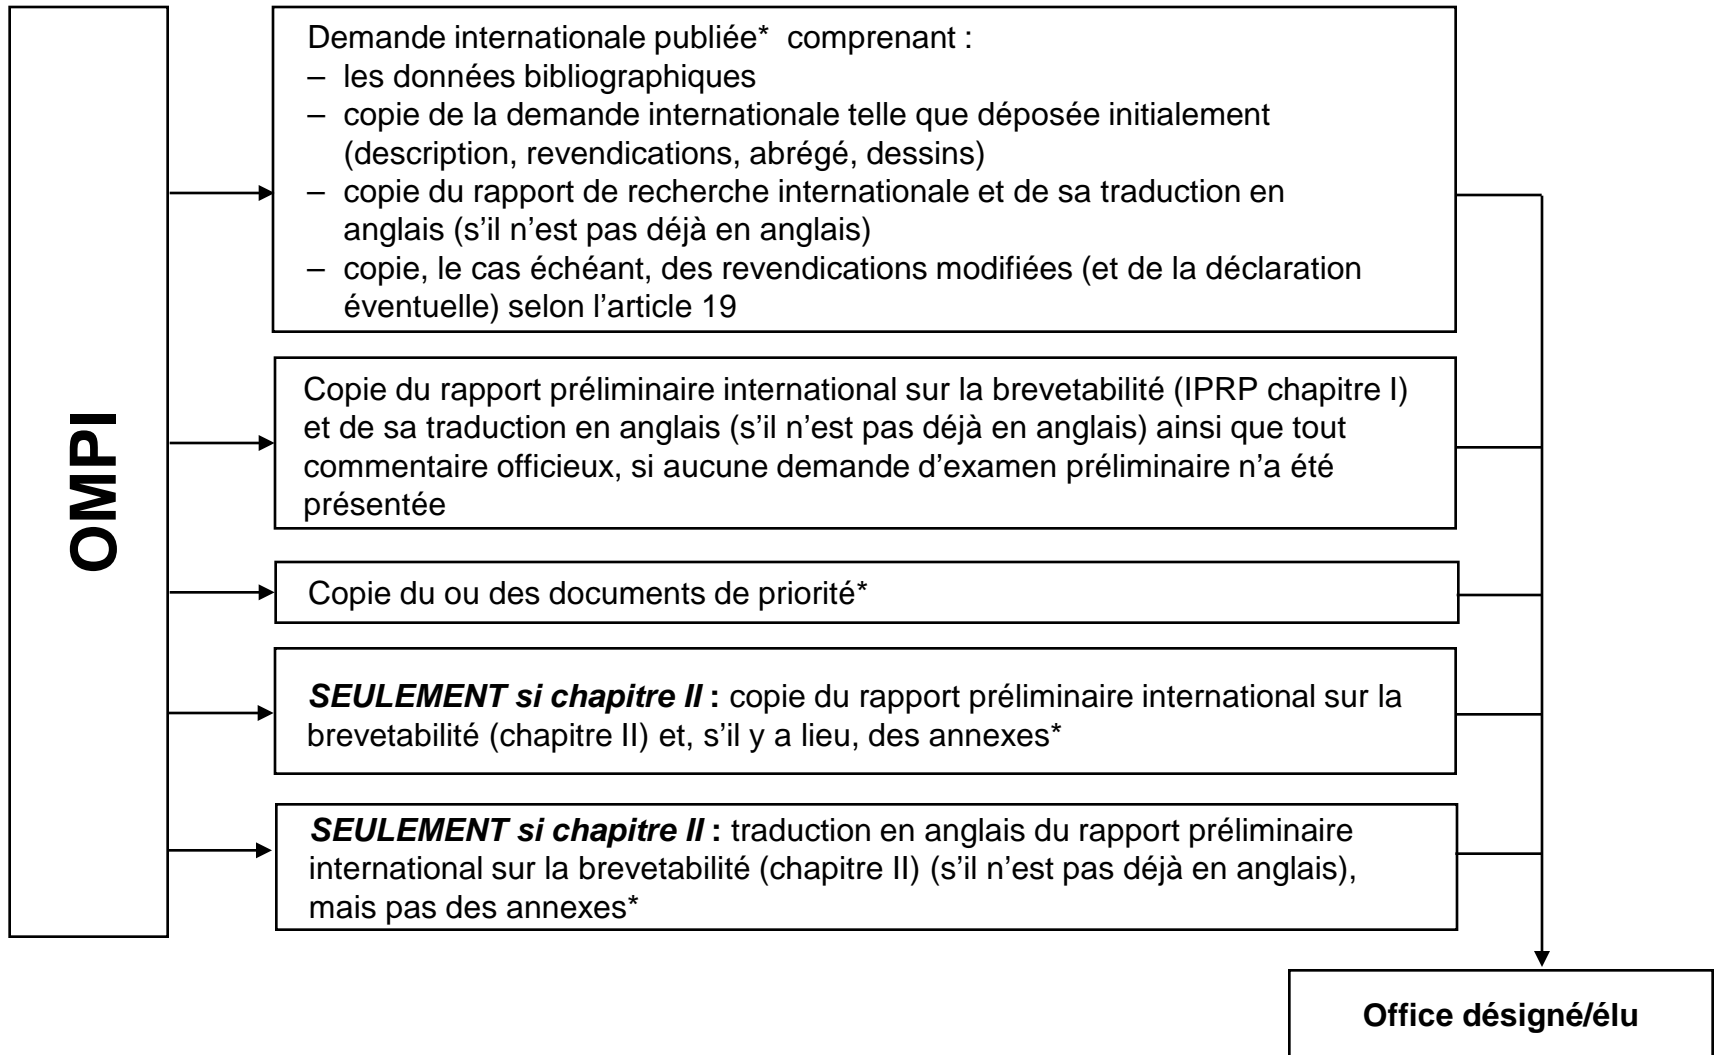 OMPI
Demande internationale publiée*  comprenant :
– les données bibliographiques
– copie de la demande internationale telle que déposée initialement
(description, revendications, abrégé, dessins)
– copie du rapport de recherche internationale et de sa traduction en
anglais (s’il n’est pas déjà en anglais)
– copie, le cas échéant, des revendications modifiées (et de la déclaration
éventuelle) selon l’article 19
Copie du rapport préliminaire international sur la brevetabilité (IPRP chapitre I)
et de sa traduction en anglais (s’il n’est pas déjà en anglais) ainsi que tout
commentaire officieux, si aucune demande d’examen préliminaire n’a été
présentée
Copie du ou des documents de priorité*
SEULEMENT si chapitre II : copie du rapport préliminaire international sur la
brevetabilité (chapitre II) et, s’il y a lieu, des annexes*
SEULEMENT si chapitre II : traduction en anglais du rapport préliminaire
international sur la brevetabilité (chapitre II) (s’il n’est pas déjà en anglais),
mais pas des annexes*
Office désigné/élu